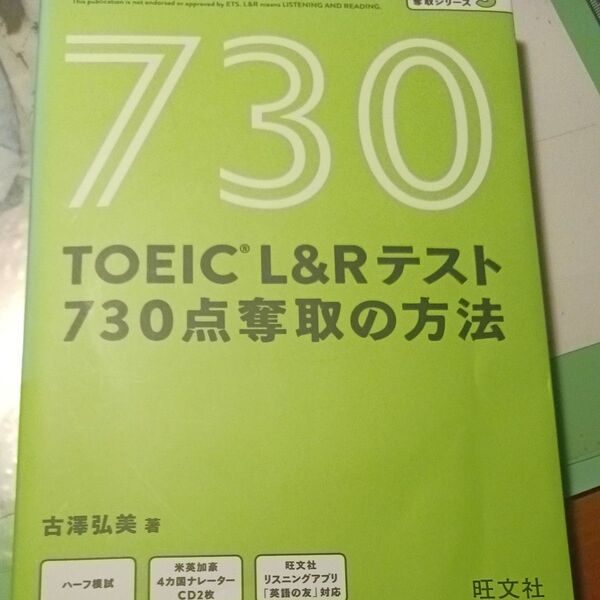 This publication is not endorsed or approved by ETS. L&R means LISTENING AND READING.
奪取シリーズ 3
730
TOEIC® L&Rテスト
730点奪取の方法
古澤弘美 著
ハーフ模試
米英加豪
4カ国ナレーター
CD2枚
旺文社
リスニングアプリ
「英語の友」対応
旺文社